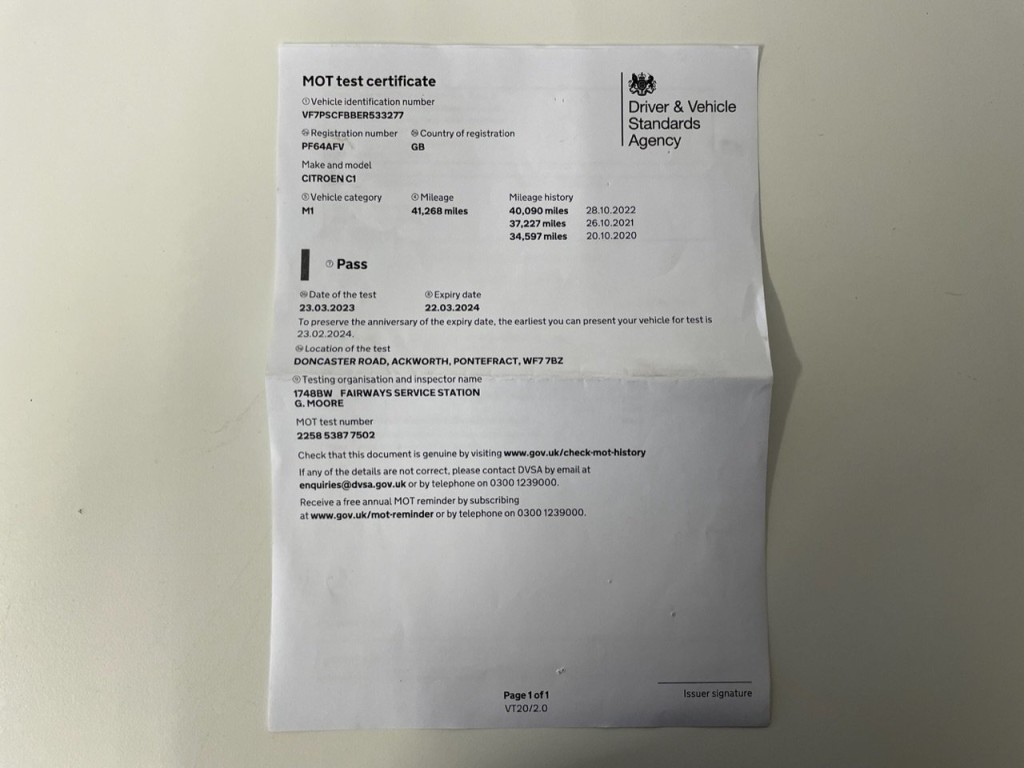 MOT test certificate
Driver & Vehicle
Standards
Agency
Vehicle identification number
VF7PSCFBBER533277
Registration number Country of registration
PF64AFV GB
Make and model
CITROEN C1
Vehicle category Mileage Mileage history
M1 41,268 miles 40,090 miles 28.10.2022
37,227 miles 26.10.2021
34,597 miles 20.10.2020
Pass
Date of the test Expiry date
23.03.2023 22.03.2024
To preserve the anniversary of the expiry date, the earliest you can present your vehicle for test is
23.02.2024.
Location of the test
DONCASTER ROAD, ACKWORTH, PONTEFRACT, WF7 7BZ
Testing organisation and inspector name
1748BW FAIRWAYS SERVICE STATION
G. MOORE
MOT test number
2258 5387 7502
Check that this document is genuine by visiting www.gov.uk/check-mot-history
If any of the details are not correct, please contact DVSA by email at
enquiries@dvsa.gov.uk or by telephone on 0300 1239000.
Receive a free annual MOT reminder by subscribing
at www.gov.uk/mot-reminder or by telephone on 0300 1239000.
Page 1 of 1
VT20/2.0
Issuer signature